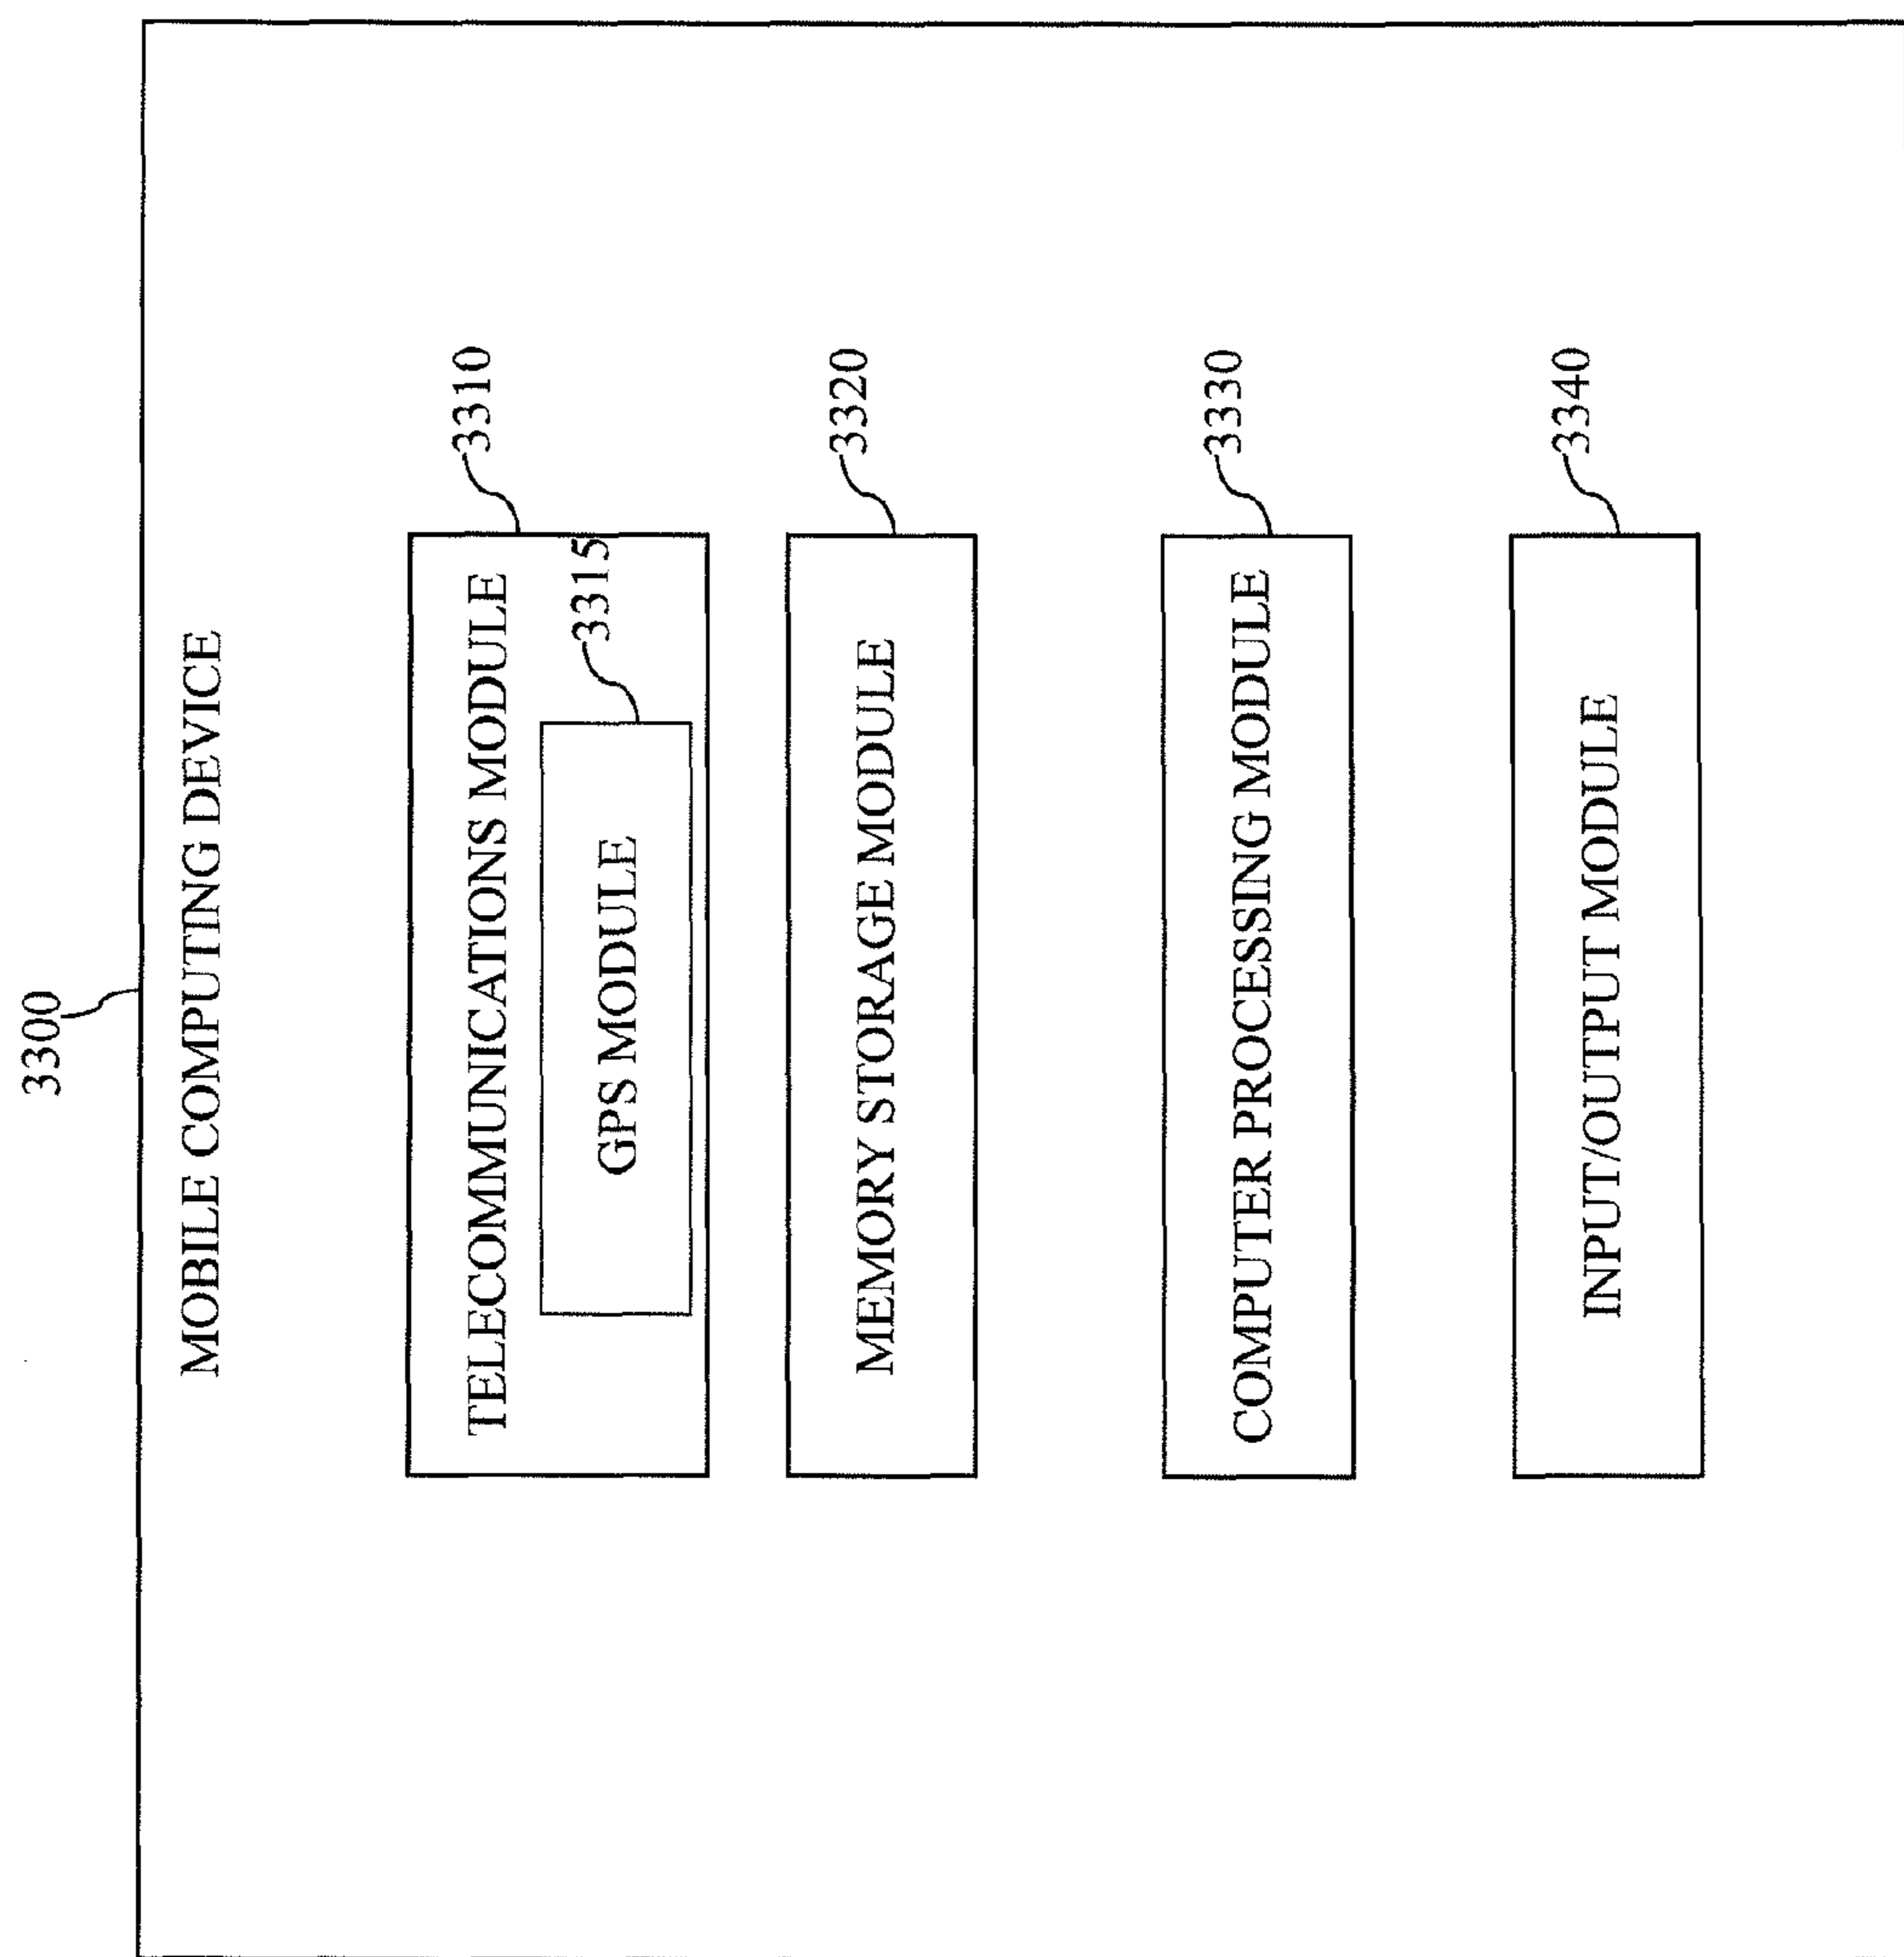 3300
MOBILE COMPUTING DEVICE
3310
TELECOMMUNICATIONS MODULE
3315
GPS MODULE
3320
MEMORY STORAGE MODULE
3330
COMPUTER PROCESSING MODULE
3340
INPUT/OUTPUT MODULE